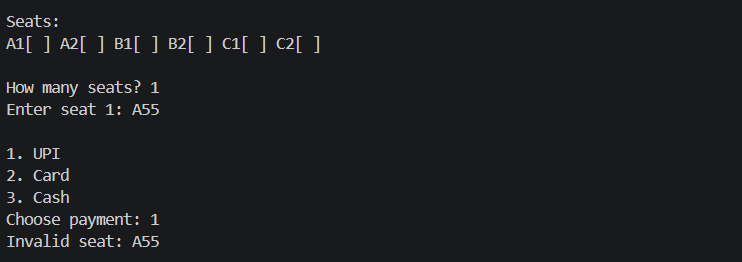 Seats:
A1[ ] A2[ ] B1[ ] B2[ ] C1[ ] C2[ ]
How many seats? 1
Enter seat 1: A55
1. UPI
2. Card
3. Cash
Choose payment: 1
Invalid seat: A55